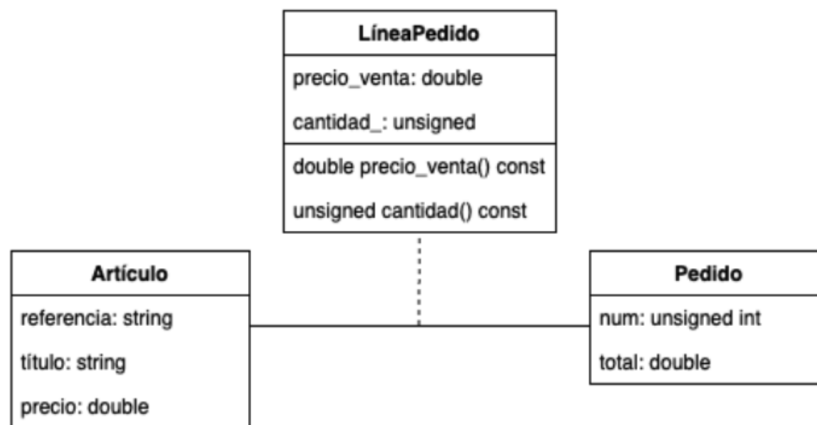 LíneaPedido
precio_venta: double
cantidad_: unsigned
double precio_venta() const
unsigned cantidad() const
Artículo
referencia: string
título: string
precio: double
Pedido
num: unsigned int
total: double